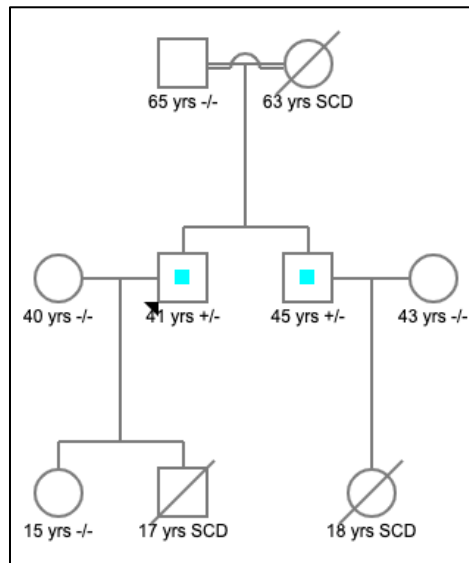 65 yrs -/-
63 yrs SCD
40 yrs -/-
41 yrs +/-
45 yrs +/-
43 yrs -/-
15 yrs -/-
17 yrs SCD
18 yrs SCD